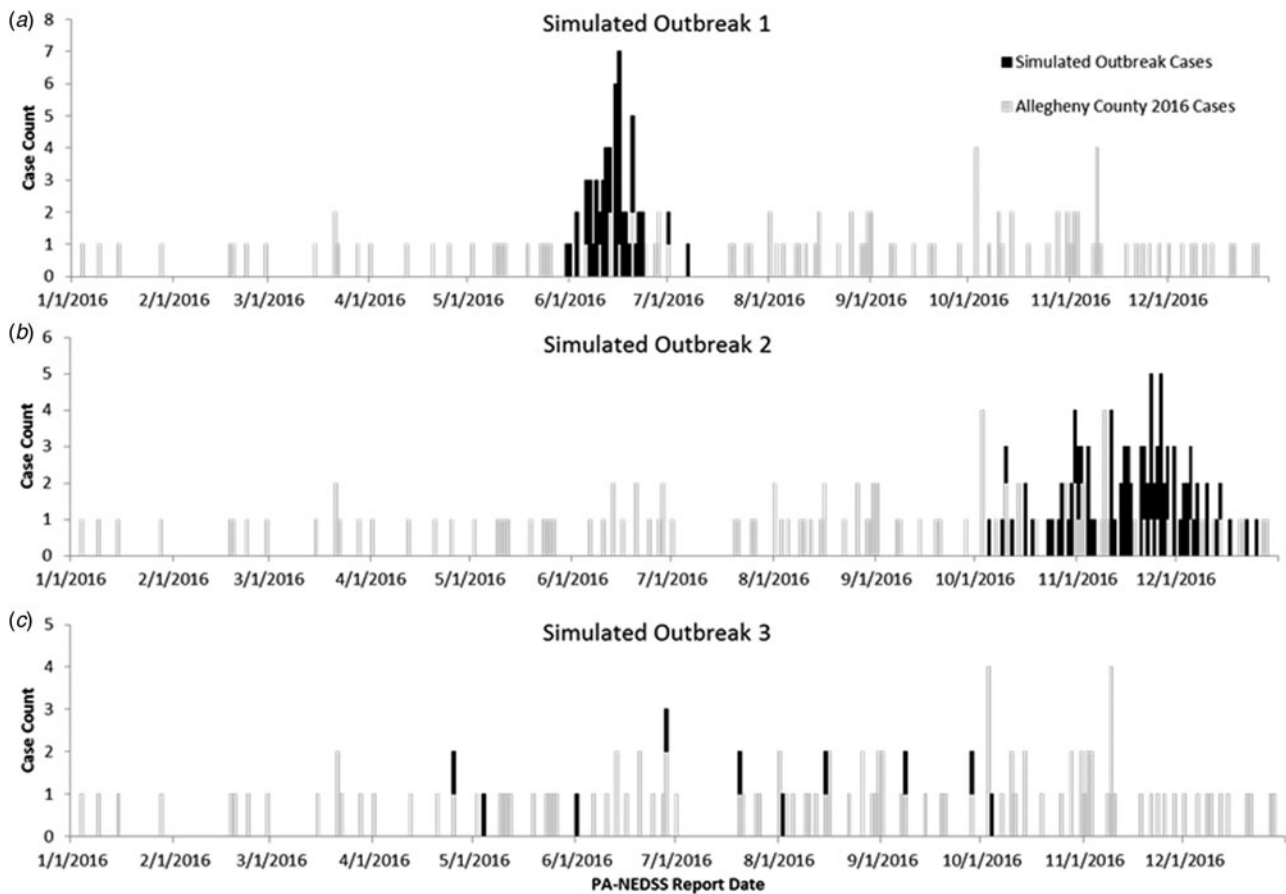 (a)
Simulated Outbreak 1
Simulated Outbreak Cases
Allegheny County 2016 Cases
Case Count
8
7
6
5
4
3
2
1
0
1/1/2016 2/1/2016 3/1/2016 4/1/2016 5/1/2016 6/1/2016 7/1/2016 8/1/2016 9/1/2016 10/1/2016 11/1/2016 12/1/2016
(b)
Simulated Outbreak 2
Case Count
6
5
4
3
2
1
0
1/1/2016 2/1/2016 3/1/2016 4/1/2016 5/1/2016 6/1/2016 7/1/2016 8/1/2016 9/1/2016 10/1/2016 11/1/2016 12/1/2016
(c)
Simulated Outbreak 3
Case Count
5
4
3
2
1
0
1/1/2016 2/1/2016 3/1/2016 4/1/2016 5/1/2016 6/1/2016 7/1/2016 8/1/2016 9/1/2016 10/1/2016 11/1/2016 12/1/2016
PA-NEDSS Report Date